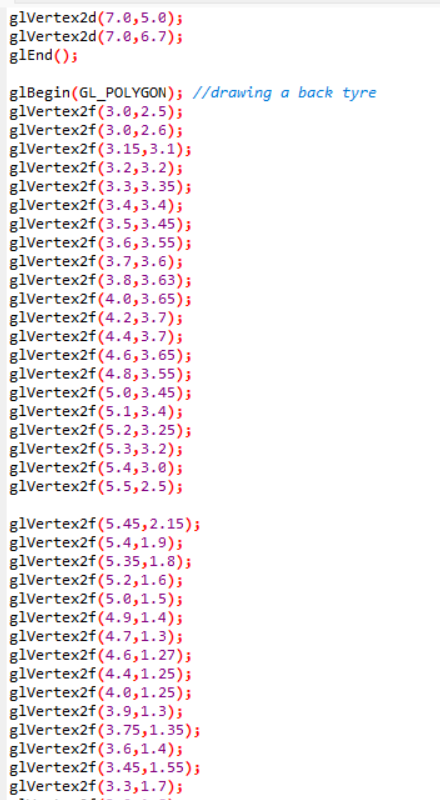 glVertex2d(7.0,5.0);
glVertex2d(7.0,6.7);
glEnd();
glBegin(GL_POLYGON); //drawing a back tyre
glVertex2f(3.0,2.5);
glVertex2f(3.0,2.6);
glVertex2f(3.15,3.1);
glVertex2f(3.2,3.2);
glVertex2f(3.3,3.35);
glVertex2f(3.4,3.4);
glVertex2f(3.5,3.45);
glVertex2f(3.6,3.55);
glVertex2f(3.7,3.6);
glVertex2f(3.8,3.63);
glVertex2f(4.0,3.65);
glVertex2f(4.2,3.7);
glVertex2f(4.4,3.7);
glVertex2f(4.6,3.65);
glVertex2f(4.8,3.55);
glVertex2f(5.0,3.45);
glVertex2f(5.1,3.4);
glVertex2f(5.2,3.25);
glVertex2f(5.3,3.2);
glVertex2f(5.4,3.0);
glVertex2f(5.5,2.5);
glVertex2f(5.45,2.15);
glVertex2f(5.4,1.9);
glVertex2f(5.35,1.8);
glVertex2f(5.2,1.6);
glVertex2f(5.0,1.5);
glVertex2f(4.9,1.4);
glVertex2f(4.7,1.3);
glVertex2f(4.6,1.27);
glVertex2f(4.4,1.25);
glVertex2f(4.0,1.25);
glVertex2f(3.9,1.3);
glVertex2f(3.75,1.35);
glVertex2f(3.6,1.4);
glVertex2f(3.45,1.55);
glVertex2f(3.3,1.7);